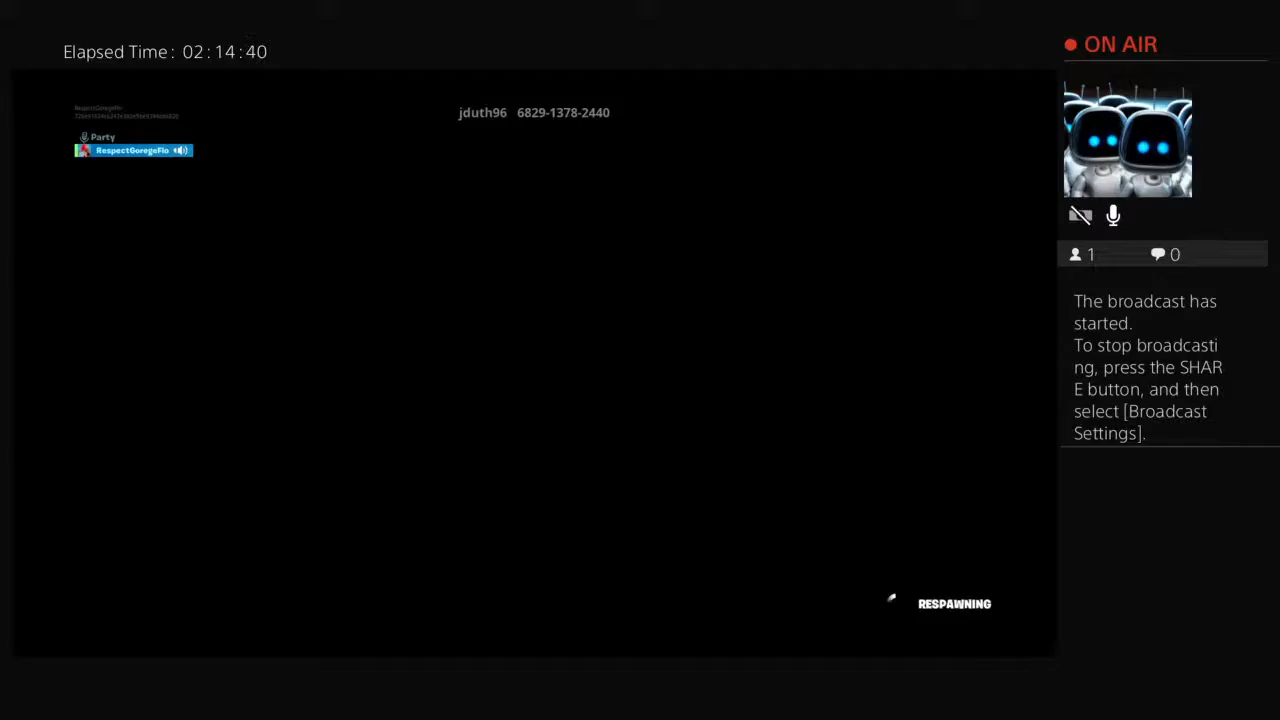 Elapsed Time: 02:14:40
ON AIR
RespectGoregeFlo
jduth96 6829-1378-2440
Party
RespectGoregeFlo
1 0
The broadcast has
started.
To stop broadcasti
ng, press the SHAR
E button, and then
select [Broadcast
Settings].
RESPAWNING